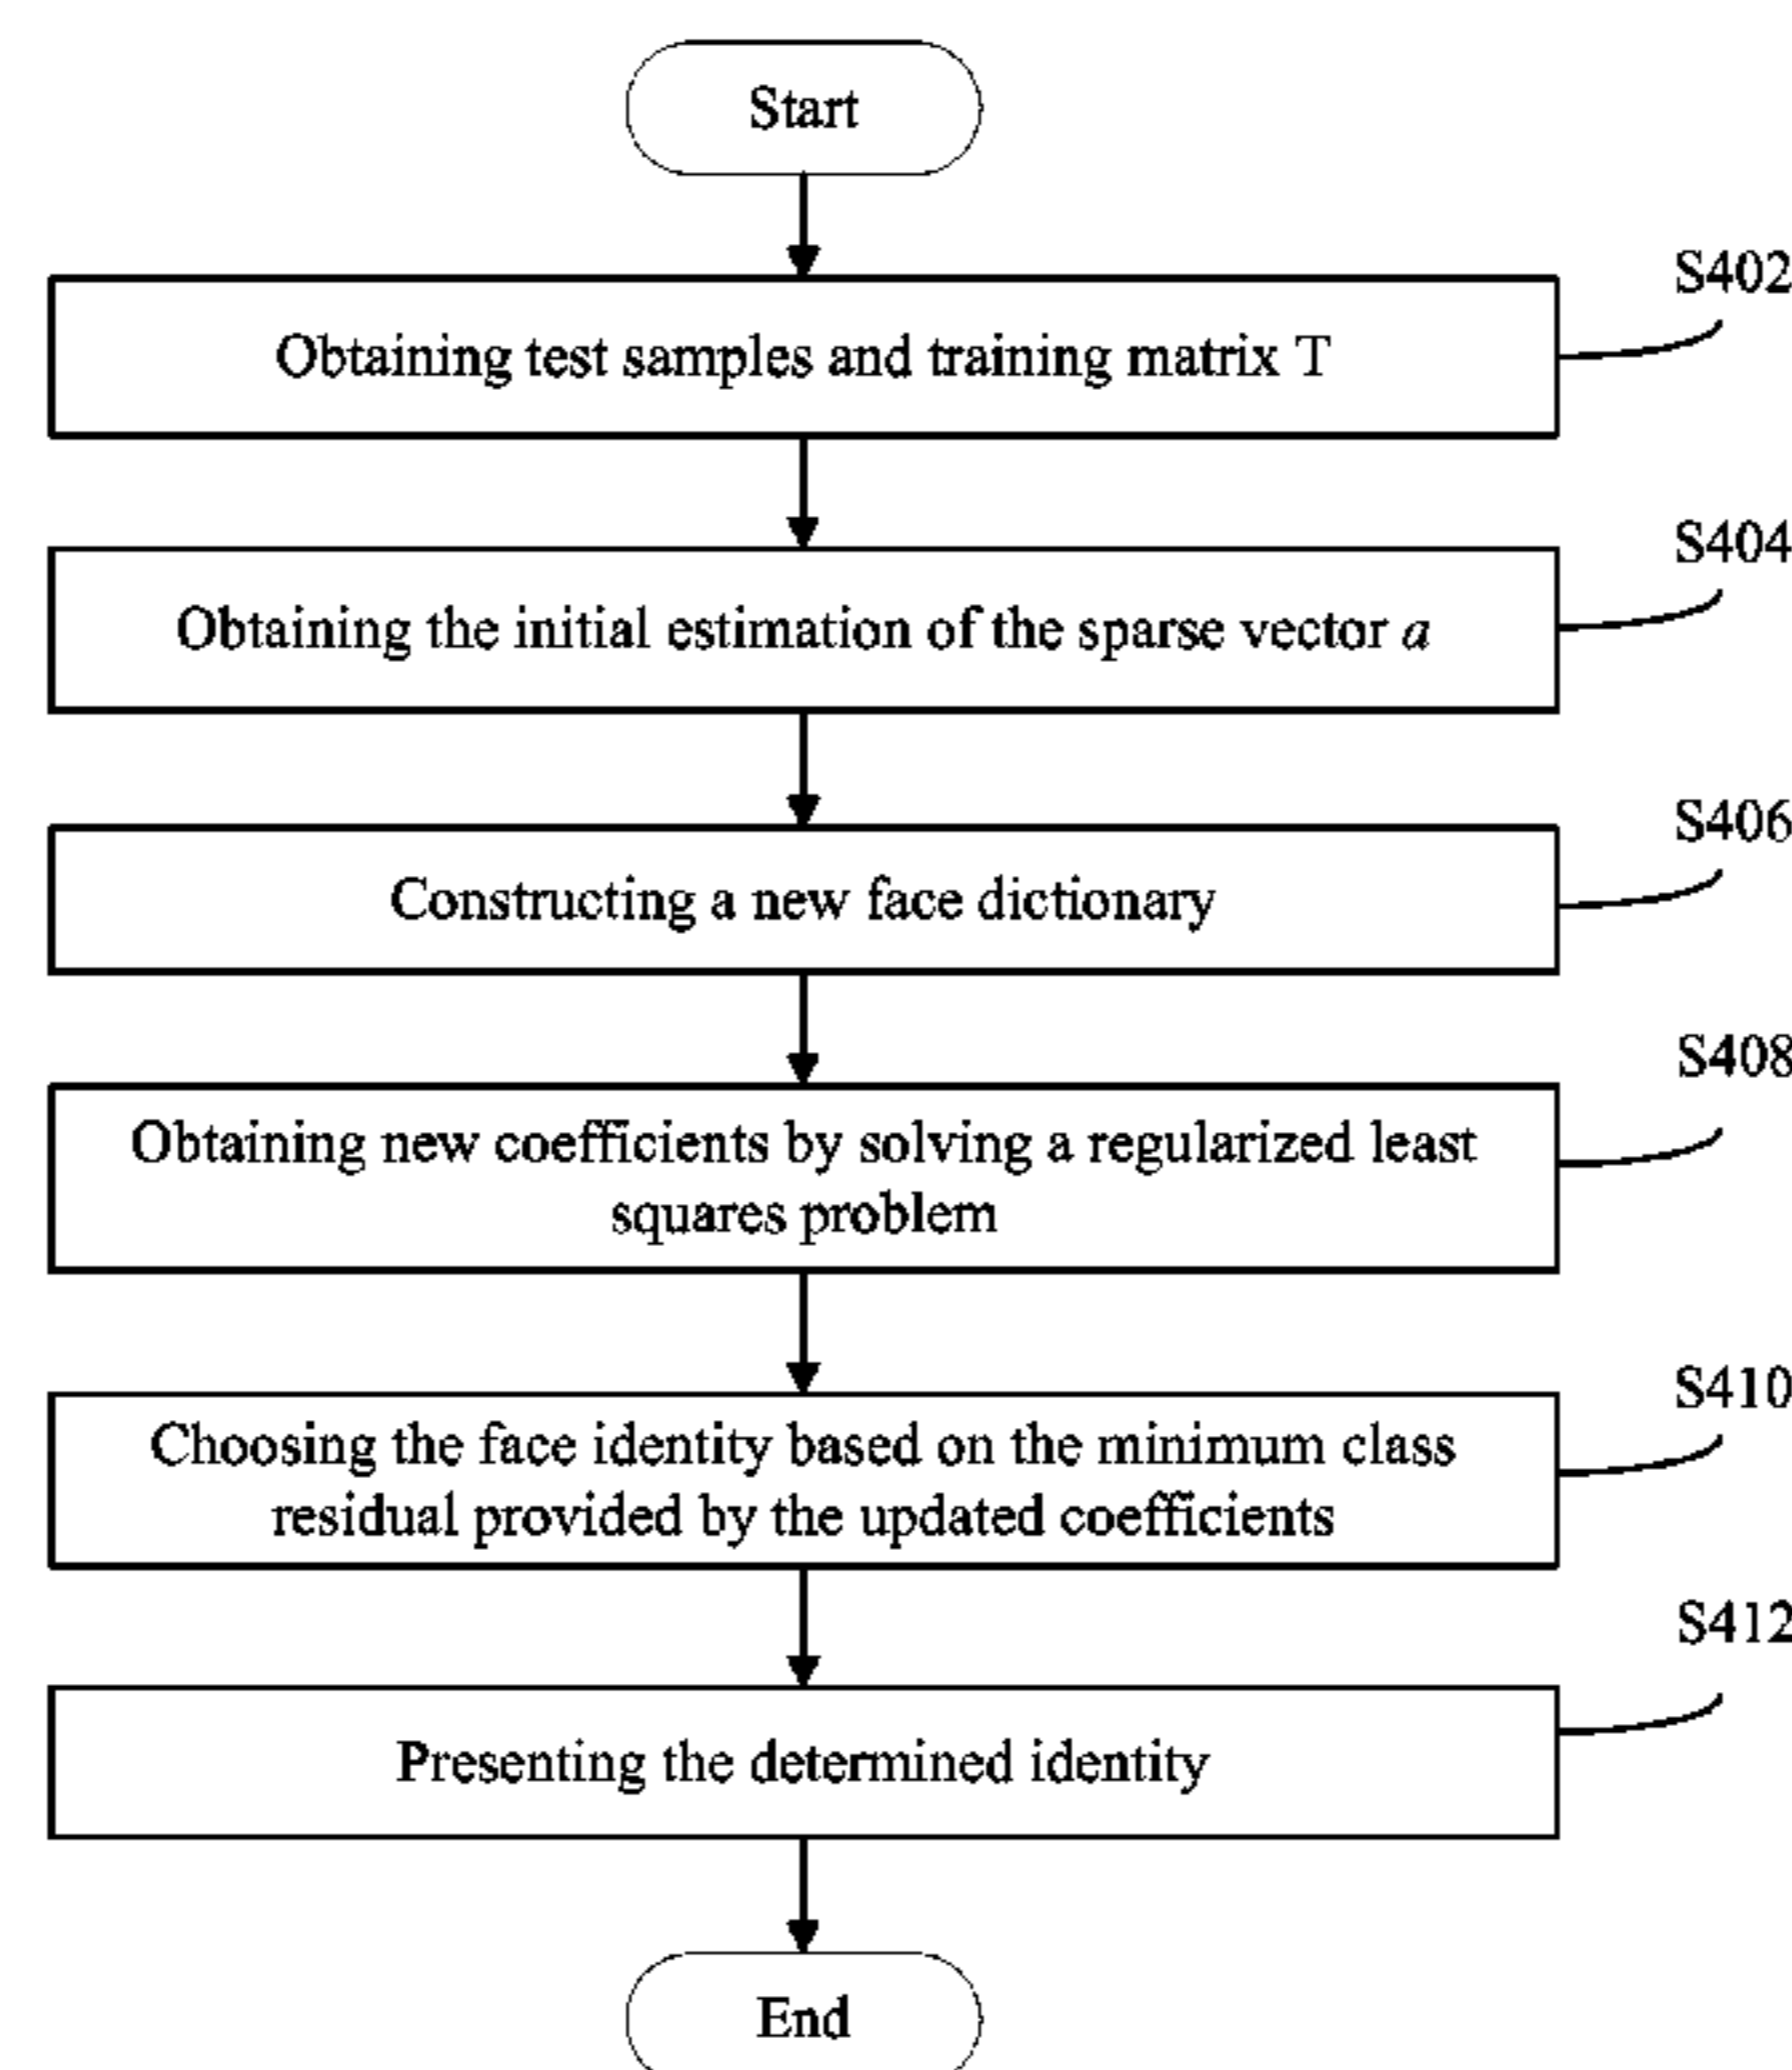 Start
S402
Obtaining test samples and training matrix T
S404
Obtaining the initial estimation of the sparse vector a
S406
Constructing a new face dictionary
S408
Obtaining new coefficients by solving a regularized least
squares problem
S410
Choosing the face identity based on the minimum class
residual provided by the updated coefficients
S412
Presenting the determined identity
End